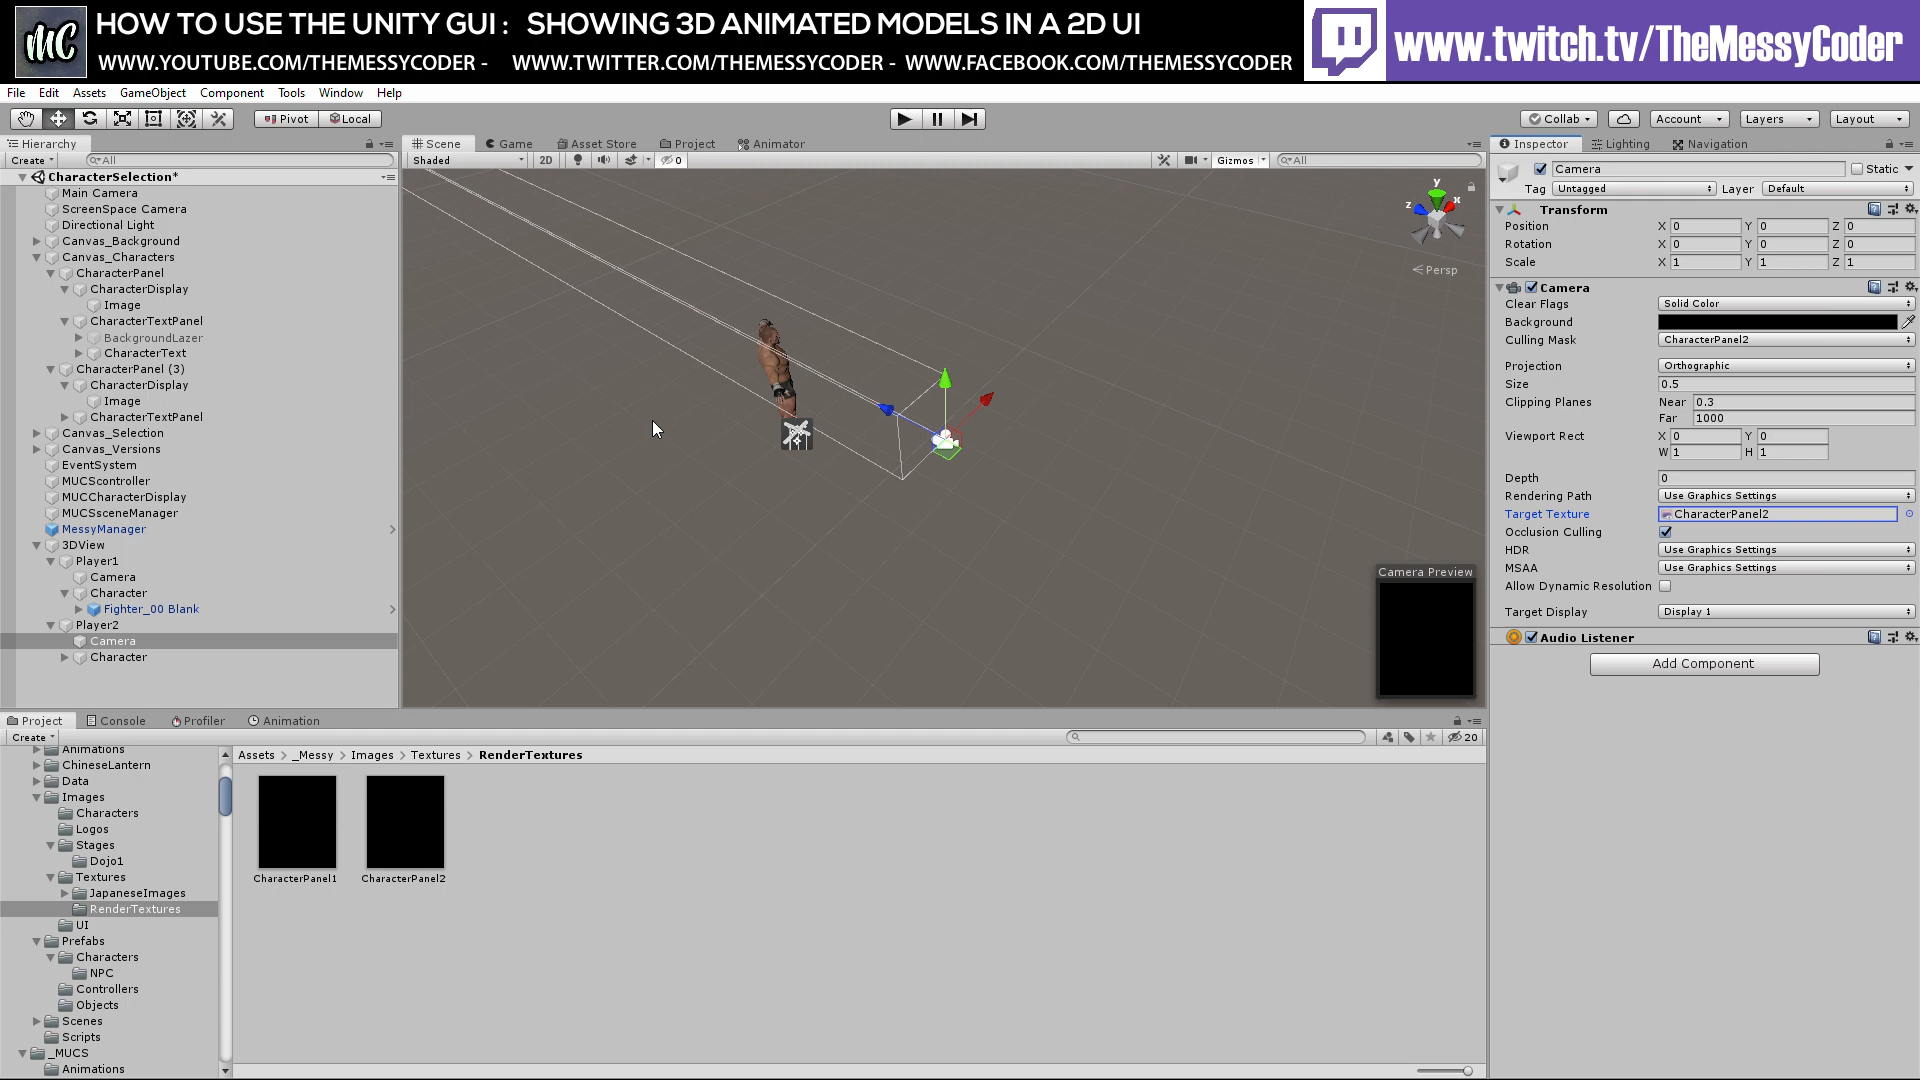 MC
HOW TO USE THE UNITY GUI : SHOWING 3D ANIMATED MODELS IN A 2D UI
WWW.YOUTUBE.COM/THEMESSYCODER - WWW.TWITTER.COM/THEMESSYCODER - WWW.FACEBOOK.COM/THEMESSYCODER
www.twitch.tv/TheMessyCoder
File Edit Assets GameObject Component Tools Window Help
Pivot Local Collab Account Layers Layout
Hierarchy
Create All
CharacterSelection*
Main Camera
ScreenSpace Camera
Directional Light
Canvas_Background
Canvas_Characters
CharacterPanel
CharacterDisplay
Image
CharacterTextPanel
BackgroundLazer
CharacterText
CharacterPanel (3)
CharacterDisplay
Image
CharacterTextPanel
Canvas_Selection
Canvas_Versions
EventSystem
MUCScontroller
MUCCharacterDisplay
MUCSsceneManager
MessyManager
3DView
Player1
Camera
Character
Fighter_00 Blank
Player2
Camera
Character
Scene Game Asset Store Project Animator
Shaded 2D 0 Gizmos All
y
z x
Persp
Camera Preview
Inspector Lighting Navigation
Camera Static
Tag Untagged Layer Default
Transform
Position X 0 Y 0 Z 0
Rotation X 0 Y 0 Z 0
Scale X 1 Y 1 Z 1
Camera
Clear Flags Solid Color
Background
Culling Mask CharacterPanel2
Projection Orthographic
Size 0.5
Clipping Planes Near 0.3
Far 1000
Viewport Rect X 0 Y 0
W 1 H 1
Depth 0
Rendering Path Use Graphics Settings
Target Texture CharacterPanel2
Occlusion Culling
HDR Use Graphics Settings
MSAA Use Graphics Settings
Allow Dynamic Resolution
Target Display Display 1
Audio Listener
Add Component
Project Console Profiler Animation
Create 20
Animations
ChineseLantern
Data
Images
Characters
Logos
Stages
Dojo1
Textures
JapaneseImages
RenderTextures
UI
Prefabs
Characters
NPC
Controllers
Objects
Scenes
Scripts
_MUCS
Animations
Assets > _Messy > Images > Textures > RenderTextures
CharacterPanel1 CharacterPanel2